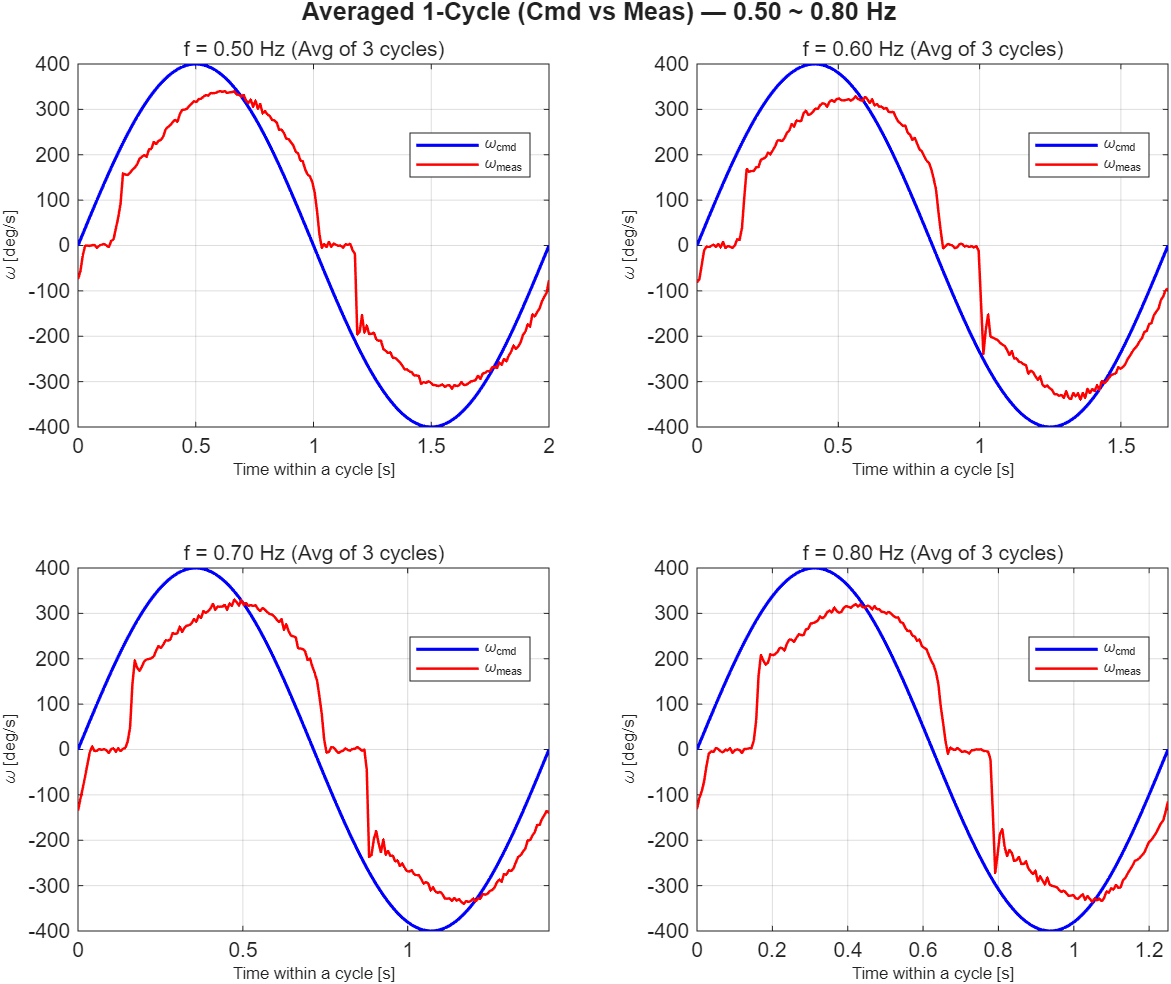 Averaged 1-Cycle (Cmd vs Meas) — 0.50 ~ 0.80 Hz
f = 0.50 Hz (Avg of 3 cycles)
400
300
200
100
0
-100
-200
-300
-400
ω [deg/s]
ωcmd
ωmeas
0
0.5
1
1.5
2
Time within a cycle [s]
f = 0.60 Hz (Avg of 3 cycles)
400
300
200
100
0
-100
-200
-300
-400
ω [deg/s]
ωcmd
ωmeas
0
0.5
1
1.5
Time within a cycle [s]
f = 0.70 Hz (Avg of 3 cycles)
400
300
200
100
0
-100
-200
-300
-400
ω [deg/s]
ωcmd
ωmeas
0
0.5
1
Time within a cycle [s]
f = 0.80 Hz (Avg of 3 cycles)
400
300
200
100
0
-100
-200
-300
-400
ω [deg/s]
ωcmd
ωmeas
0
0.2
0.4
0.6
0.8
1
1.2
Time within a cycle [s]